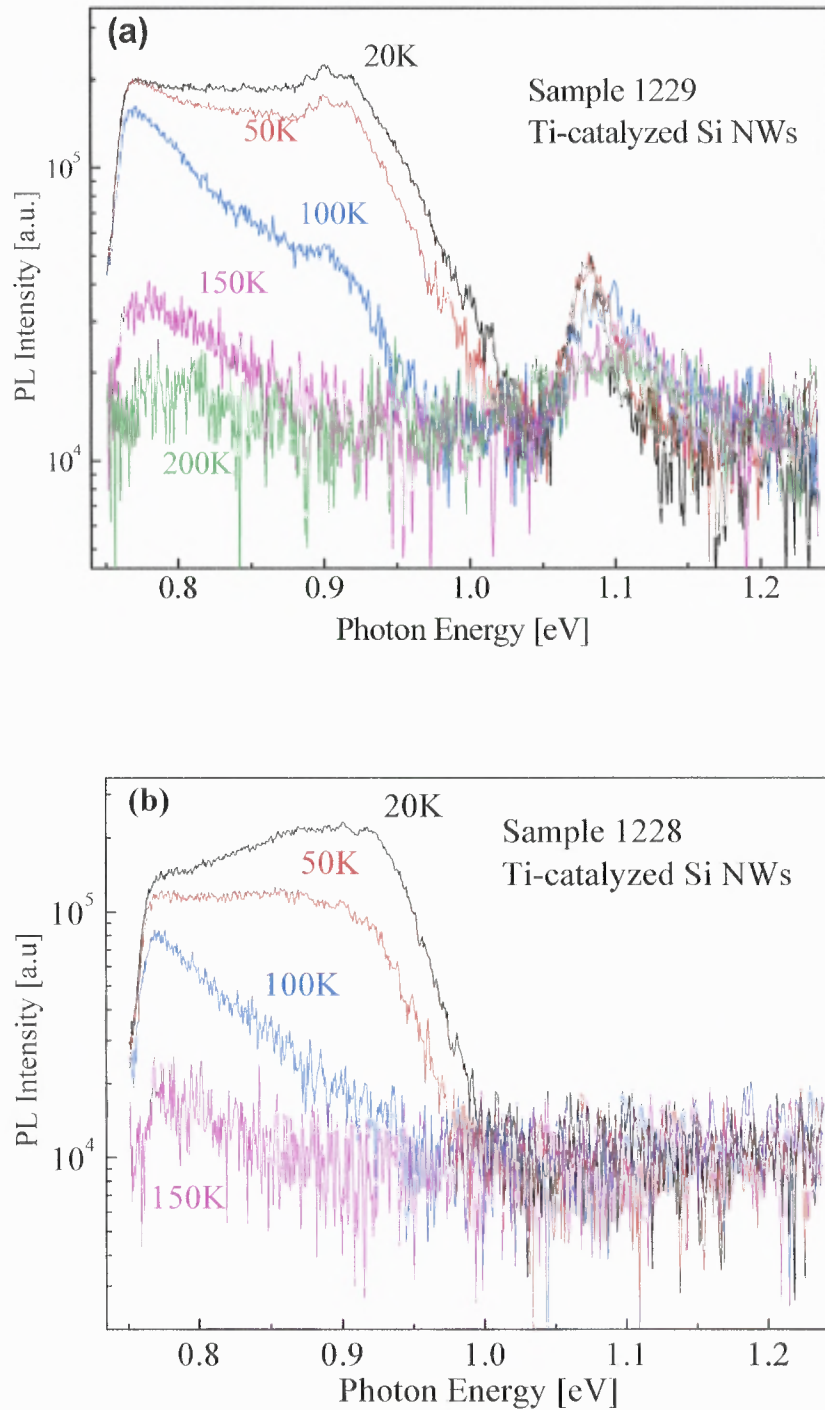 (a)
20K
Sample 1229
Ti-catalyzed Si NWs
50K
100K
150K
200K
PL Intensity [a.u.]
10^5
10^4
0.8 0.9 1.0 1.1 1.2
Photon Energy [eV]
(b)
20K
Sample 1228
Ti-catalyzed Si NWs
50K
100K
150K
PL Intensity [a.u]
10^5
10^4
0.8 0.9 1.0 1.1 1.2
Photon Energy [eV]